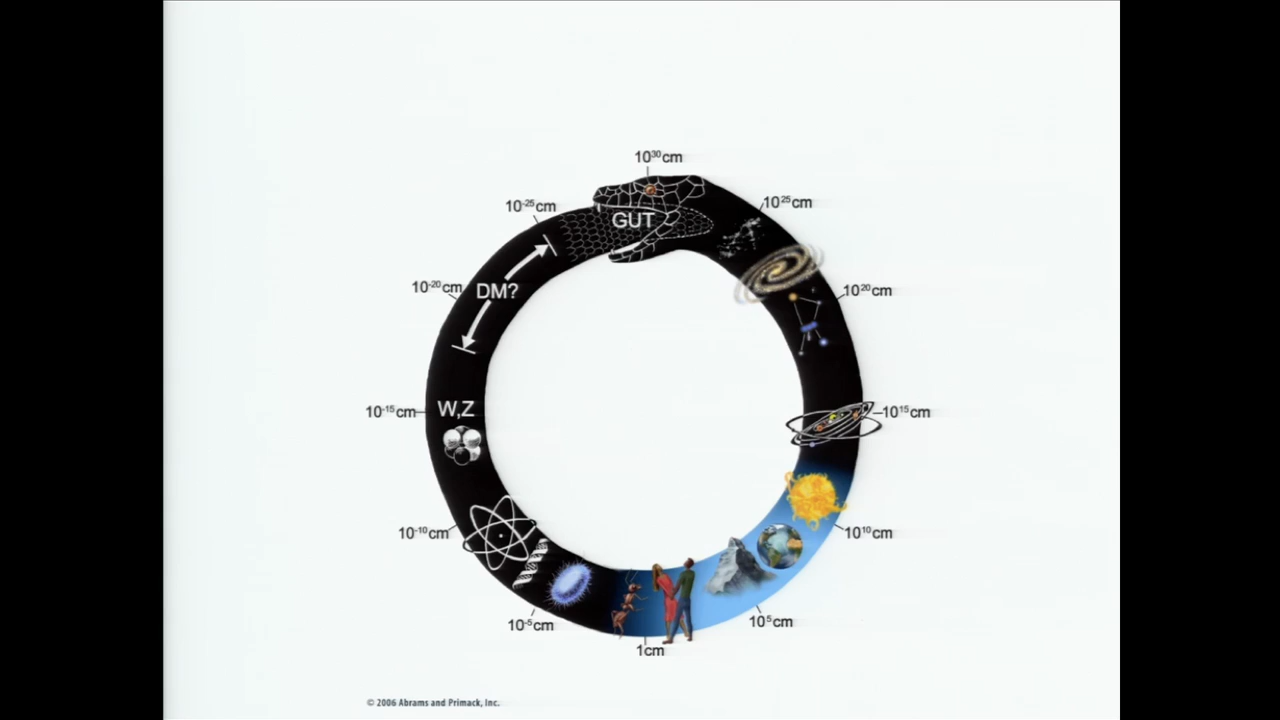 10³⁰cm
10²⁵cm
10⁻²⁵cm
GUT
10⁻²⁰cm
DM?
10²⁰cm
10⁻¹⁵cm
W,Z
10¹⁵cm
10⁻¹⁰cm
10¹⁰cm
10⁻⁵cm
10⁵cm
1cm
© 2006 Abrams and Primack, Inc.